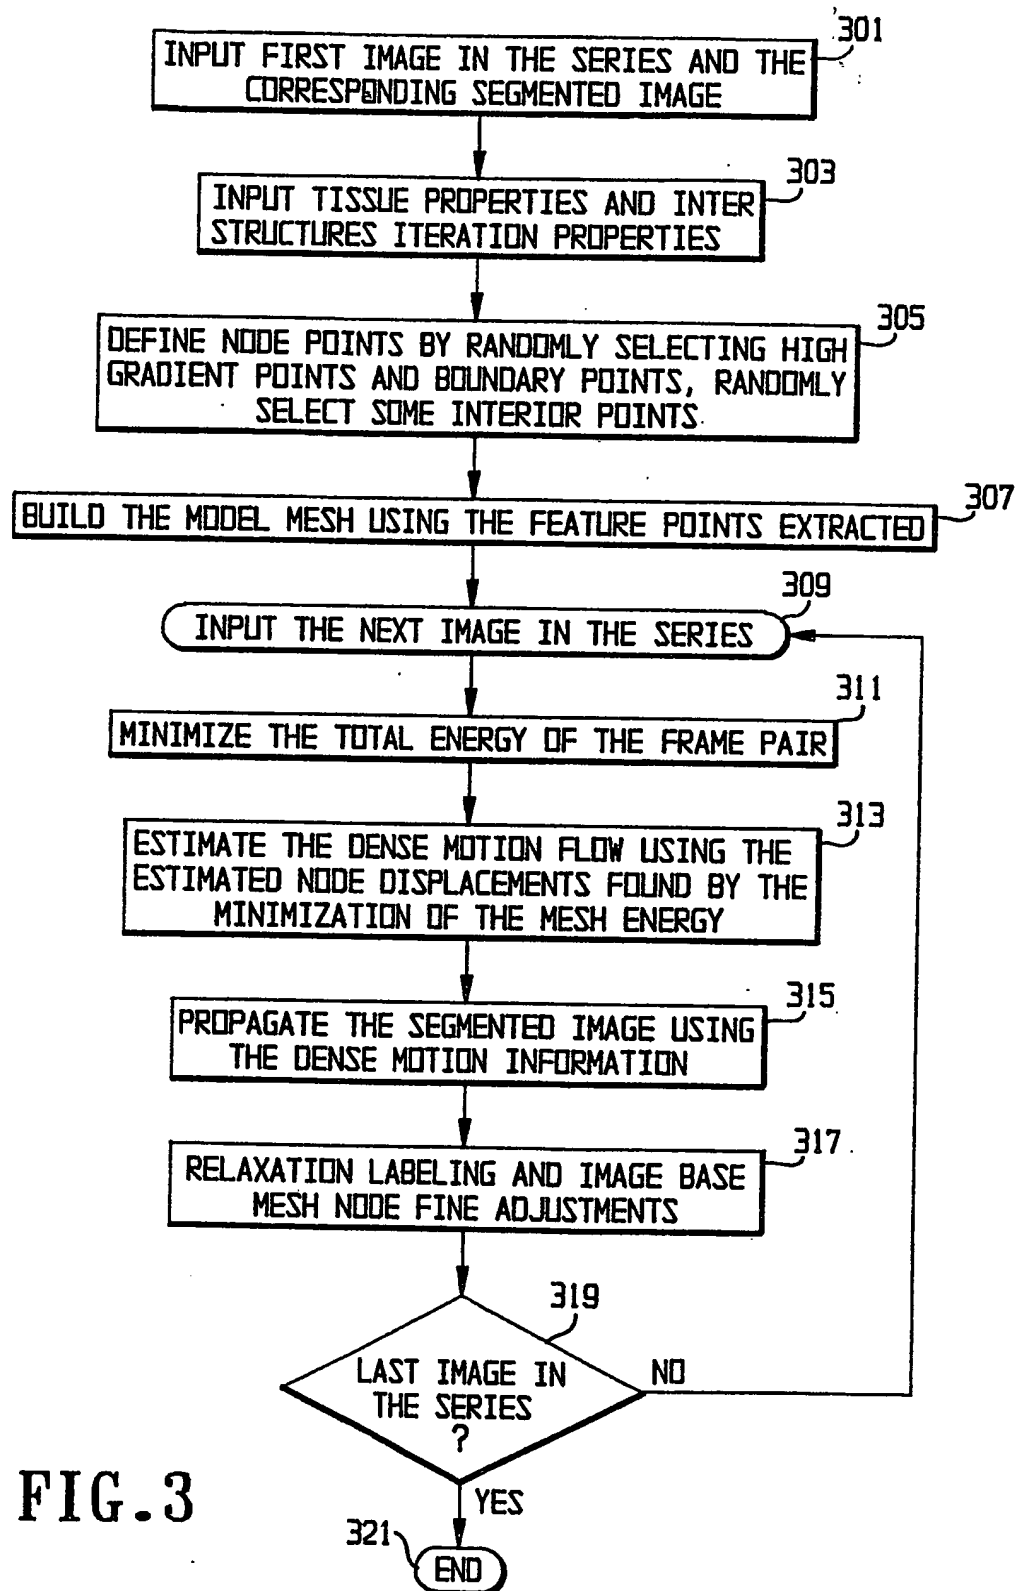 301
INPUT FIRST IMAGE IN THE SERIES AND THE
CORRESPONDING SEGMENTED IMAGE
303
INPUT TISSUE PROPERTIES AND INTER
STRUCTURES ITERATION PROPERTIES
305
DEFINE NODE POINTS BY RANDOMLY SELECTING HIGH
GRADIENT POINTS AND BOUNDARY POINTS, RANDOMLY
SELECT SOME INTERIOR POINTS
307
BUILD THE MODEL MESH USING THE FEATURE POINTS EXTRACTED
309
INPUT THE NEXT IMAGE IN THE SERIES
311
MINIMIZE THE TOTAL ENERGY OF THE FRAME PAIR
313
ESTIMATE THE DENSE MOTION FLOW USING THE
ESTIMATED NODE DISPLACEMENTS FOUND BY THE
MINIMIZATION OF THE MESH ENERGY
315
PROPAGATE THE SEGMENTED IMAGE USING
THE DENSE MOTION INFORMATION
317
RELAXATION LABELING AND IMAGE BASE
MESH NODE FINE ADJUSTMENTS
319
LAST IMAGE IN
THE SERIES
?
NO
YES
FIG.3
321
END